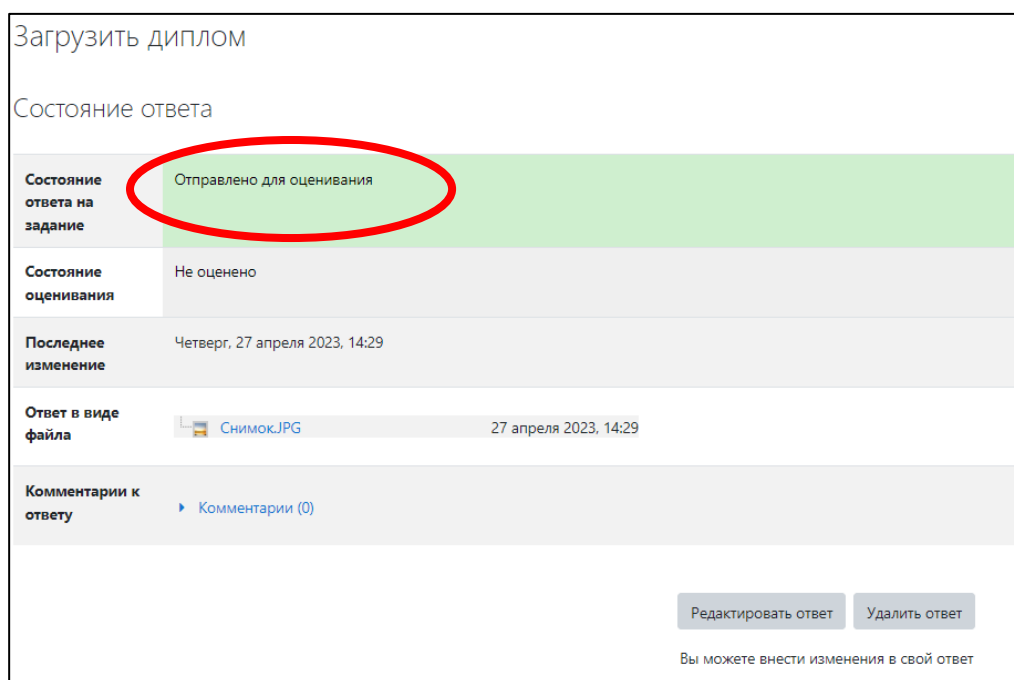 Загрузить диплом
Состояние ответа
Состояние
ответа на
задание
Отправлено для оценивания
Состояние
оценивания
Не оценено
Последнее
изменение
Четверг, 27 апреля 2023, 14:29
Ответ в виде
файла
Снимок.JPG 27 апреля 2023, 14:29
Комментарии к
ответу
Комментарии (0)
Редактировать ответ Удалить ответ
Вы можете внести изменения в свой ответ